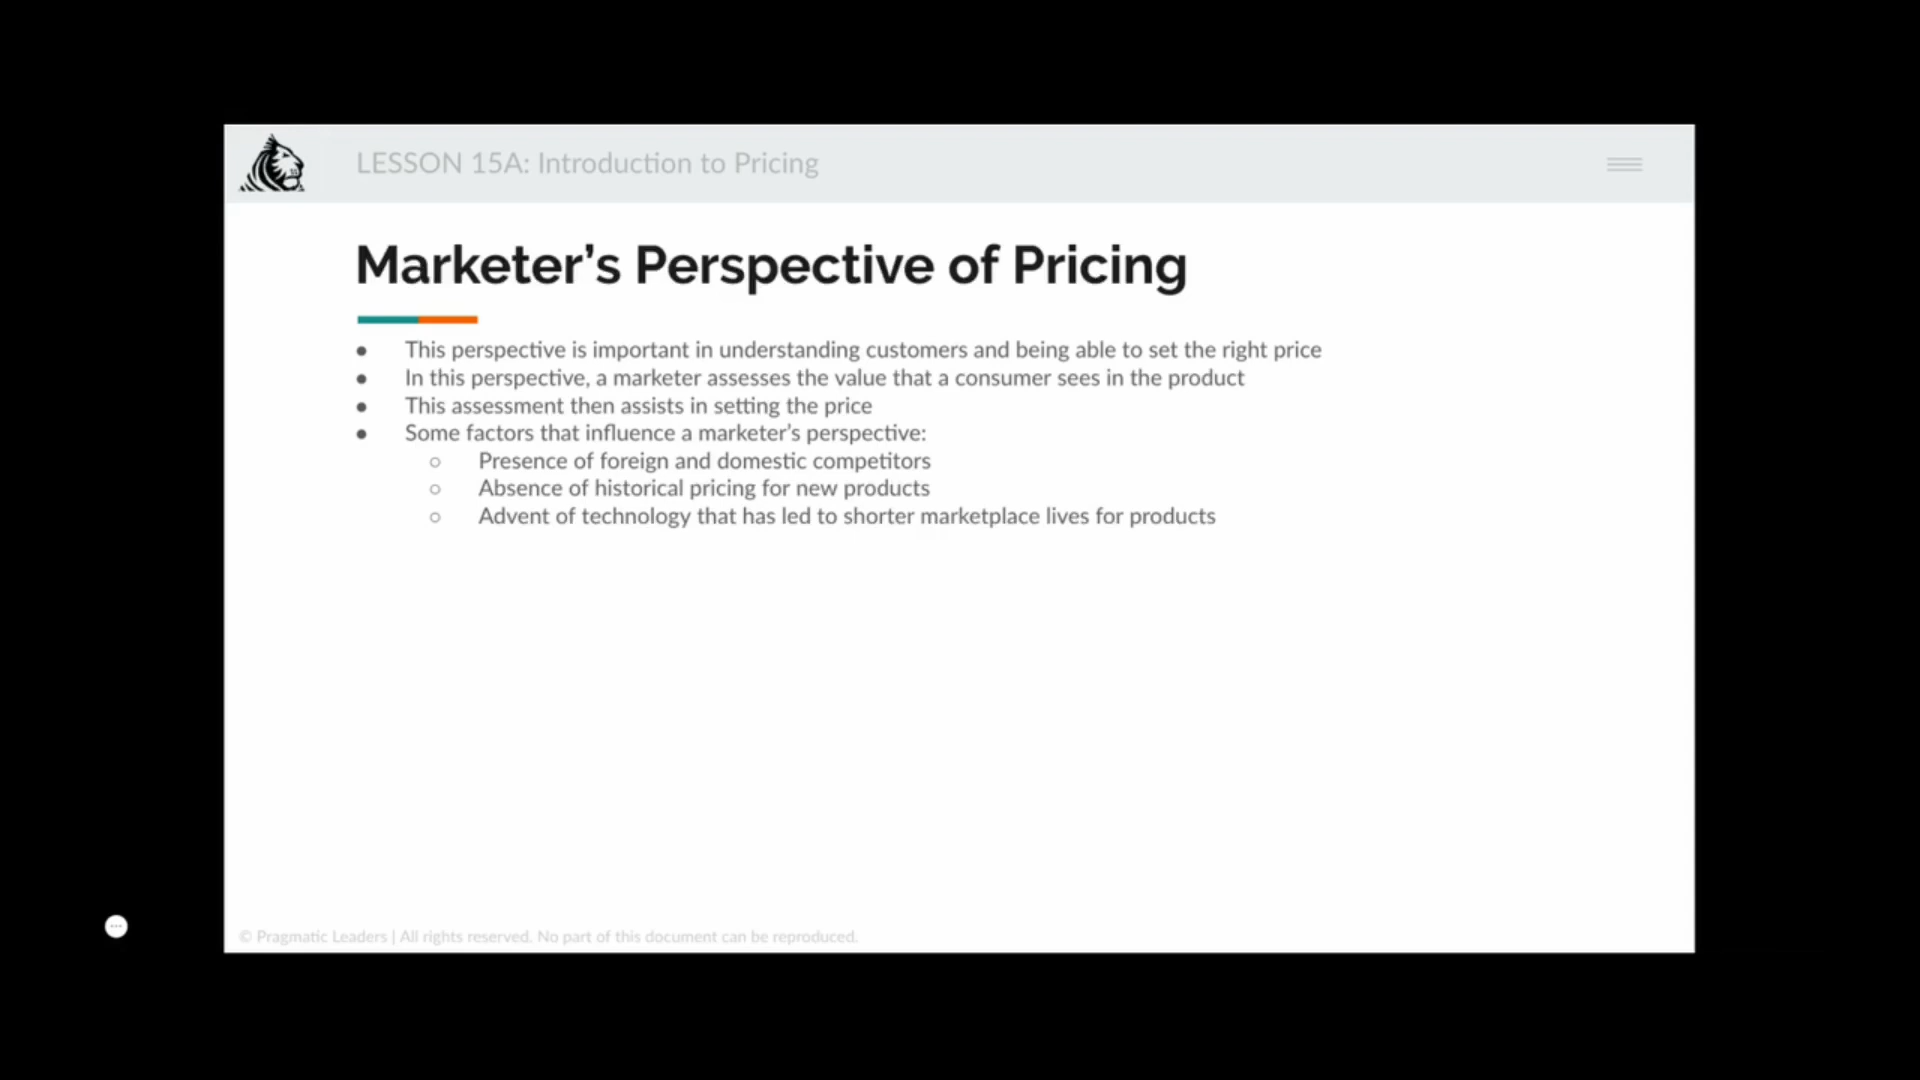 LESSON 15A: Introduction to Pricing
Marketer’s Perspective of Pricing
● This perspective is important in understanding customers and being able to set the right price
● In this perspective, a marketer assesses the value that a consumer sees in the product
● This assessment then assists in setting the price
● Some factors that influence a marketer’s perspective:
○ Presence of foreign and domestic competitors
○ Absence of historical pricing for new products
○ Advent of technology that has led to shorter marketplace lives for products
© Pragmatic Leaders | All rights reserved. No part of this document can be reproduced.